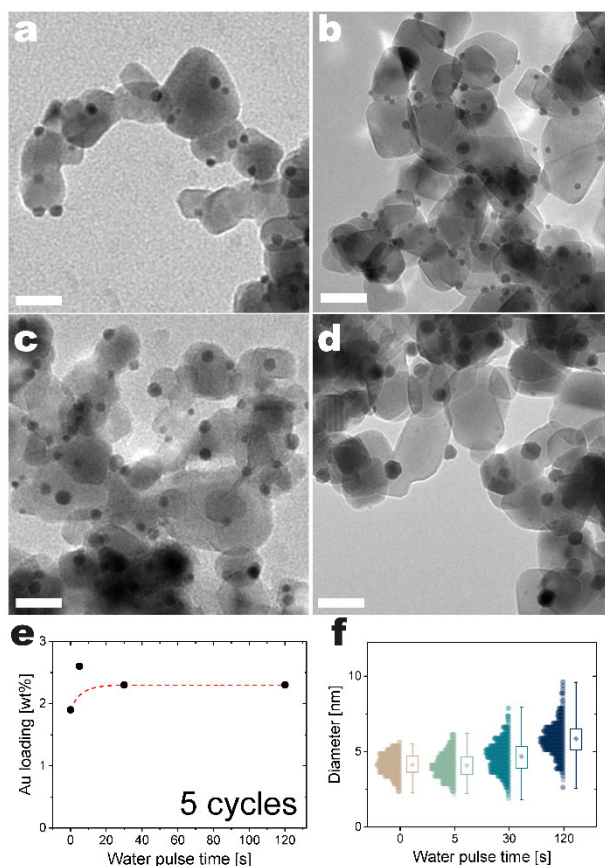 a
b
c
d
e
f
3
2
1
0
Au loading [wt%]
5 cycles
0 20 40 60 80 100 120
Water pulse time [s]
10
5
0
Diameter [nm]
0 5 30 120
Water pulse time [s]